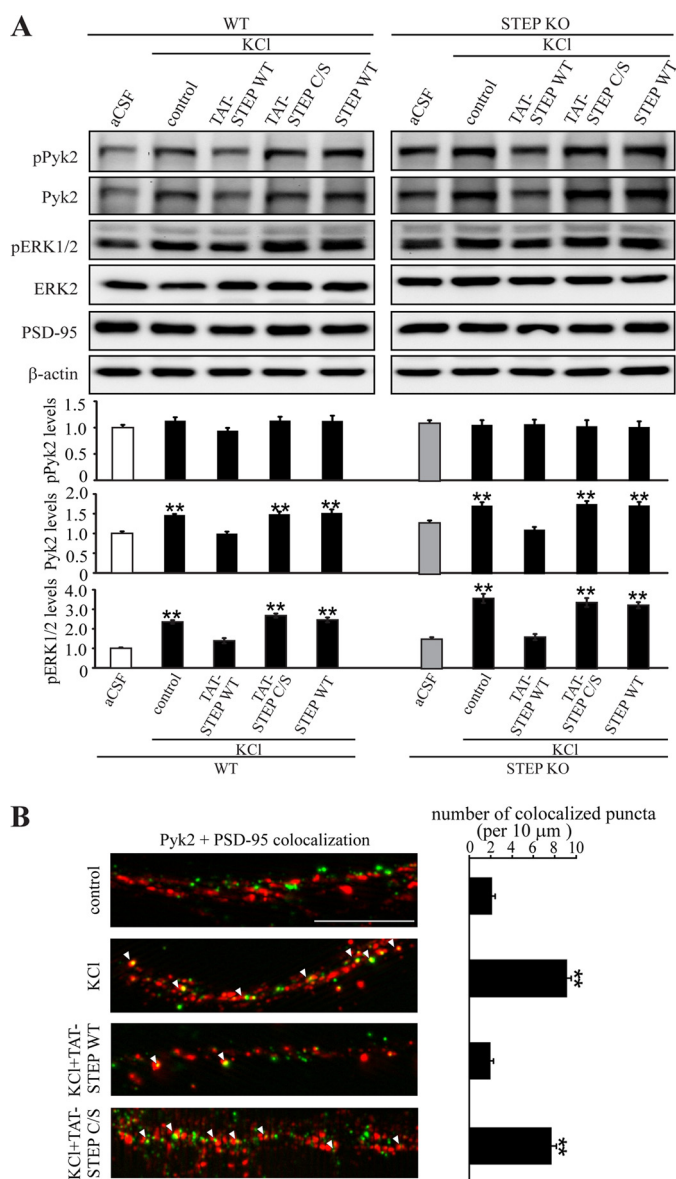 A
WT
STEP KO
KCl
KCl
aCSF
control
TAT-
STEP WT
TAT-
STEP C/S
STEP WT
aCSF
control
TAT-
STEP WT
TAT-
STEP C/S
STEP WT
pPyk2
Pyk2
pERK1/2
ERK2
PSD-95
β-actin
pPyk2 levels
1.5
1.0
0.5
0
Pyk2 levels
2.0
1.5
1.0
0.5
0
** ** ** ** ** **
pERK1/2 levels
4.0
3.0
2.0
1.0
0
** ** ** ** ** **
aCSF
control
TAT-
STEP WT
TAT-
STEP C/S
STEP WT
aCSF
control
TAT-
STEP WT
TAT-
STEP C/S
STEP WT
KCl
KCl
WT
STEP KO
B
Pyk2 + PSD-95 colocalization
number of colocalized puncta
(per 10 μm )
0 2 4 6 8 10
control
KCl
**
KCl+TAT-
STEP WT
KCl+TAT-
STEP C/S
**